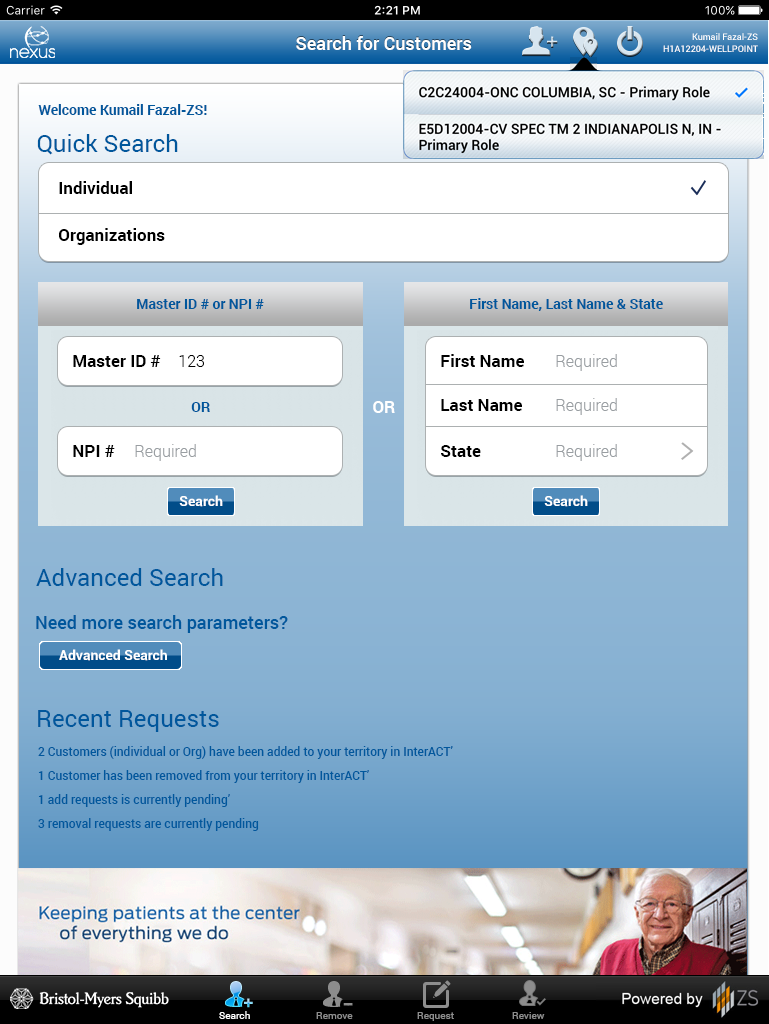 Carrier 2:21 PM 100%
nexus Search for Customers Kumail Fazal-ZS
H1A12204-WELLPOINT
C2C24004-ONC COLUMBIA, SC - Primary Role
E5D12004-CV SPEC TM 2 INDIANAPOLIS N, IN -
Primary Role
Welcome Kumail Fazal-ZS!
Quick Search
Individual
Organizations
Master ID # or NPI #
Master ID # 123
OR
NPI # Required
Search
OR
First Name, Last Name & State
First Name Required
Last Name Required
State Required
Search
Advanced Search
Need more search parameters?
Advanced Search
Recent Requests
2 Customers (individual or Org) have been added to your territory in InterACT'
1 Customer has been removed from your territory in InterACT'
1 add requests is currently pending'
3 removal requests are currently pending
Keeping patients at the center
of everything we do
Bristol-Myers Squibb Search Remove Request Review Powered by ZS